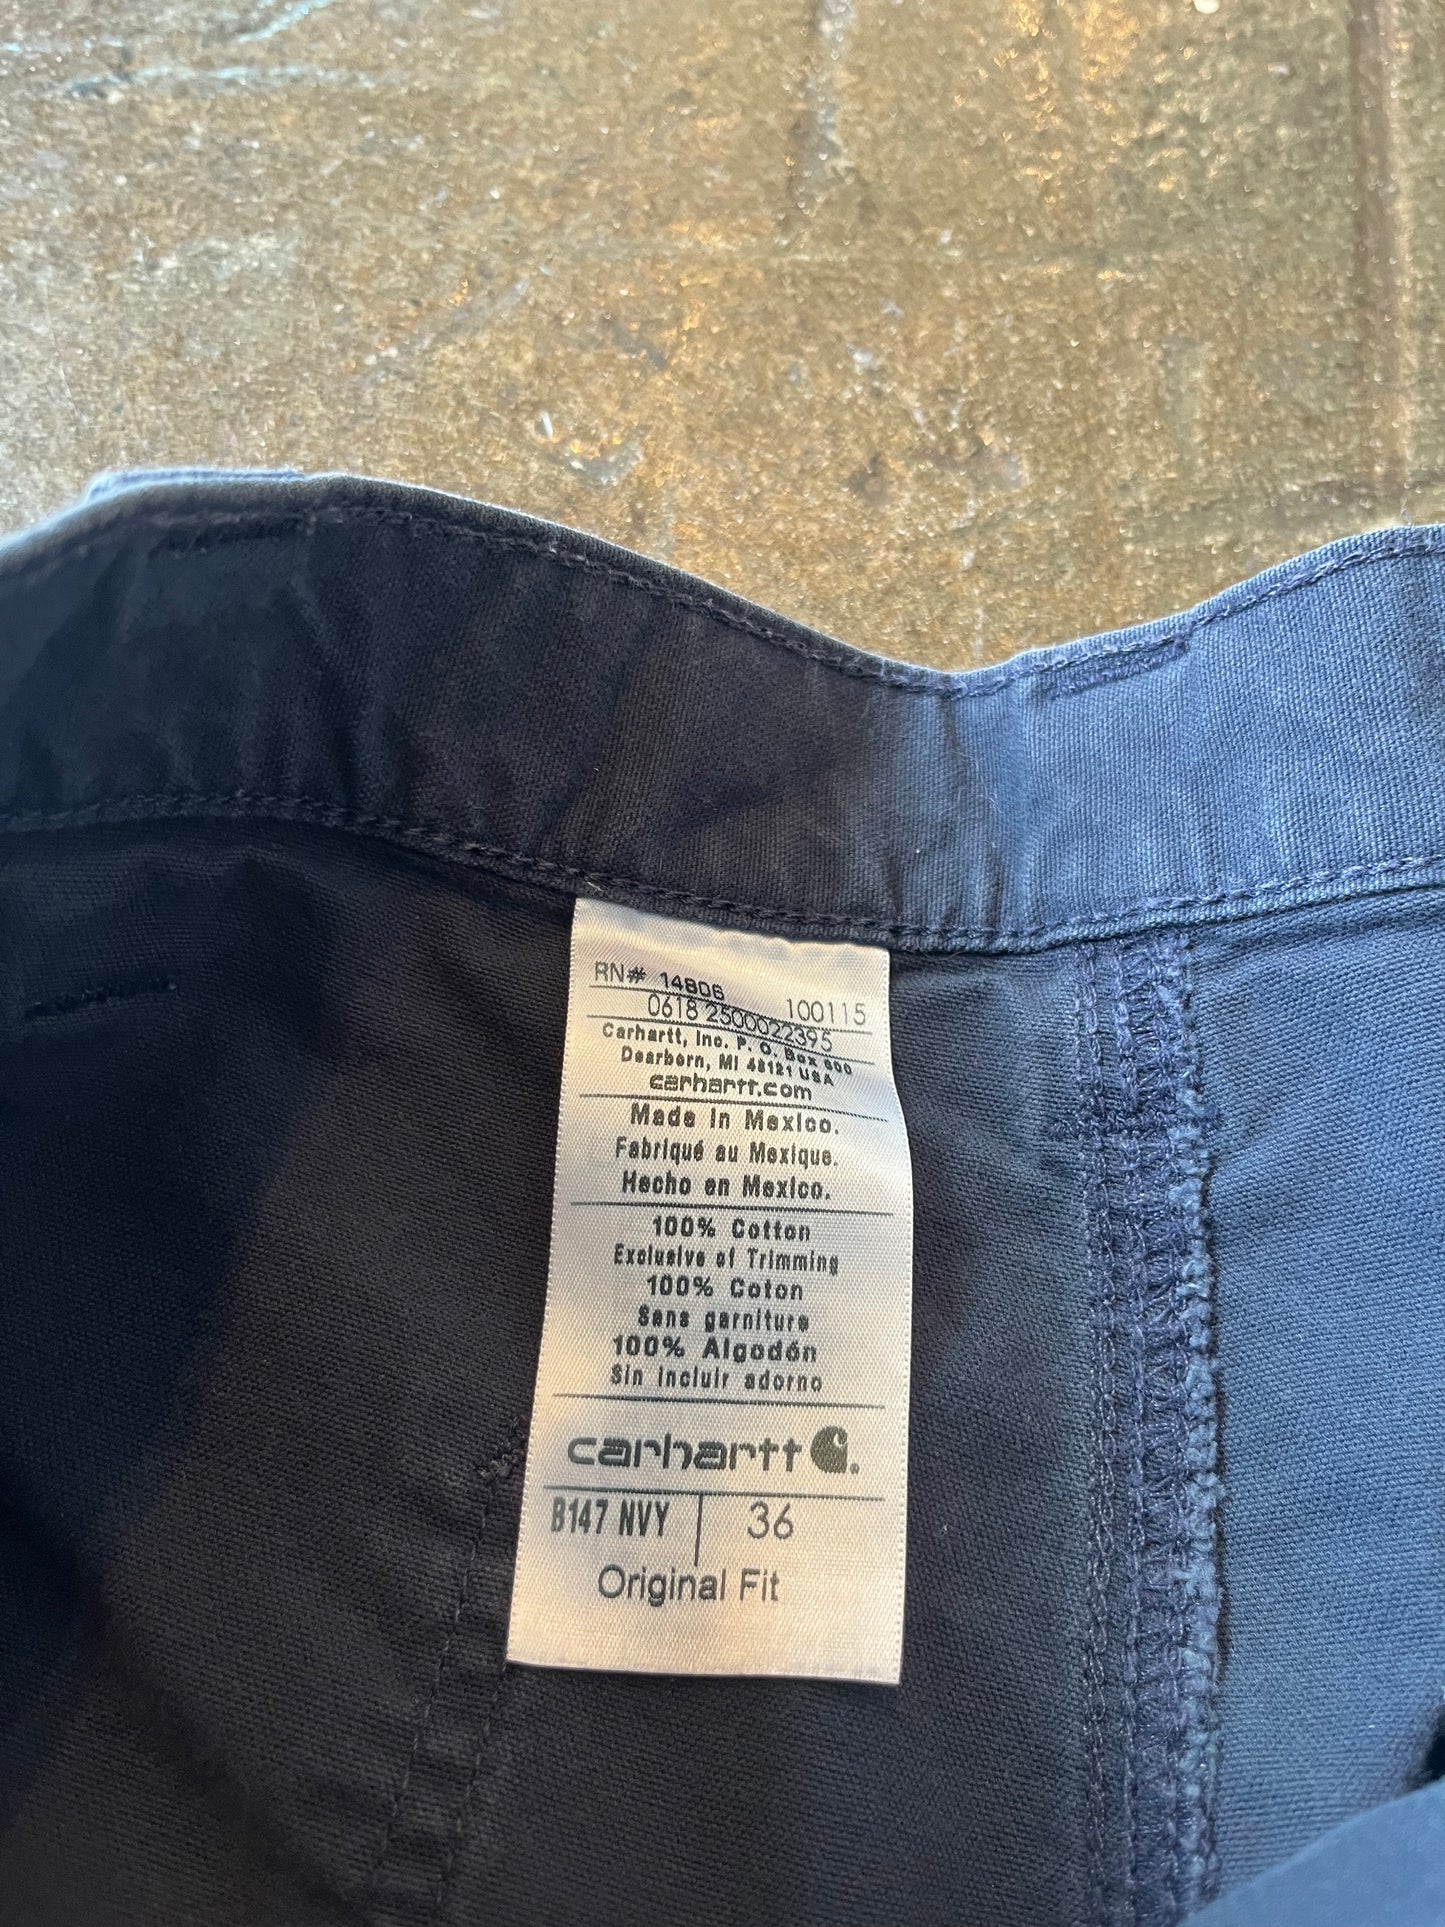 RN# 14806 100115
0618 2500022395
Carhartt, Inc. P. O. Box 600
Dearborn, MI 48121 USA
carhartt.com
Made in Mexico.
Fabriqué au Mexique.
Hecho en Mexico.
100% Cotton
Exclusive of Trimming
100% Coton
Sans garniture
100% Algodón
Sin incluir adorno
carhartt
B147 NVY 36
Original Fit